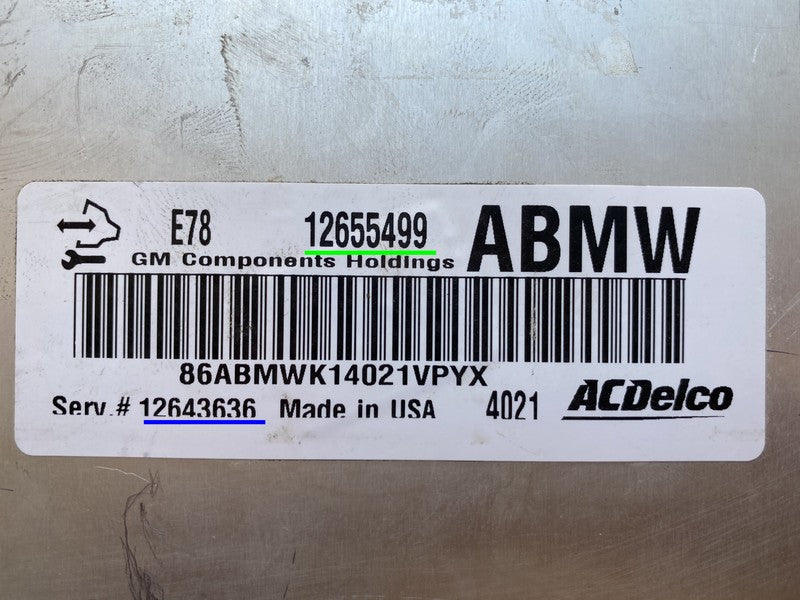 E78 12655499 ABMW
GM Components Holdings
86ABMWK14021VPYX
Serv.# 12643636 Made in USA 4021 ACDelco